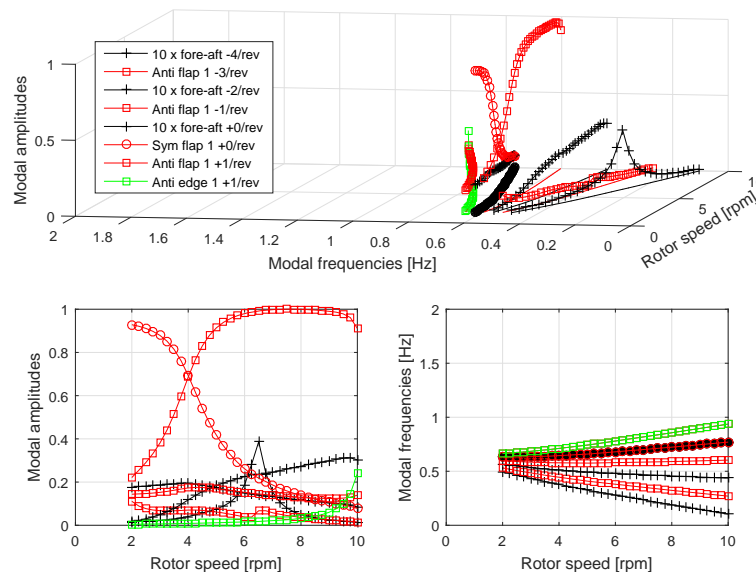 1
0.5
0
Modal amplitudes
10 x fore-aft -4/rev
Anti flap 1 -3/rev
10 x fore-aft -2/rev
Anti flap 1 -1/rev
10 x fore-aft +0/rev
Sym flap 1 +0/rev
Anti flap 1 +1/rev
Anti edge 1 +1/rev
2
1.8
1.6
1.4
1.2
1
0.8
0.6
0.4
0.2
0
Modal frequencies [Hz]
0
5
1
Rotor speed [rpm]
1
0.8
0.6
0.4
0.2
0
Modal amplitudes
0
2
4
6
8
10
Rotor speed [rpm]
2
1.5
1
0.5
0
Modal frequencies [Hz]
0
2
4
6
8
10
Rotor speed [rpm]